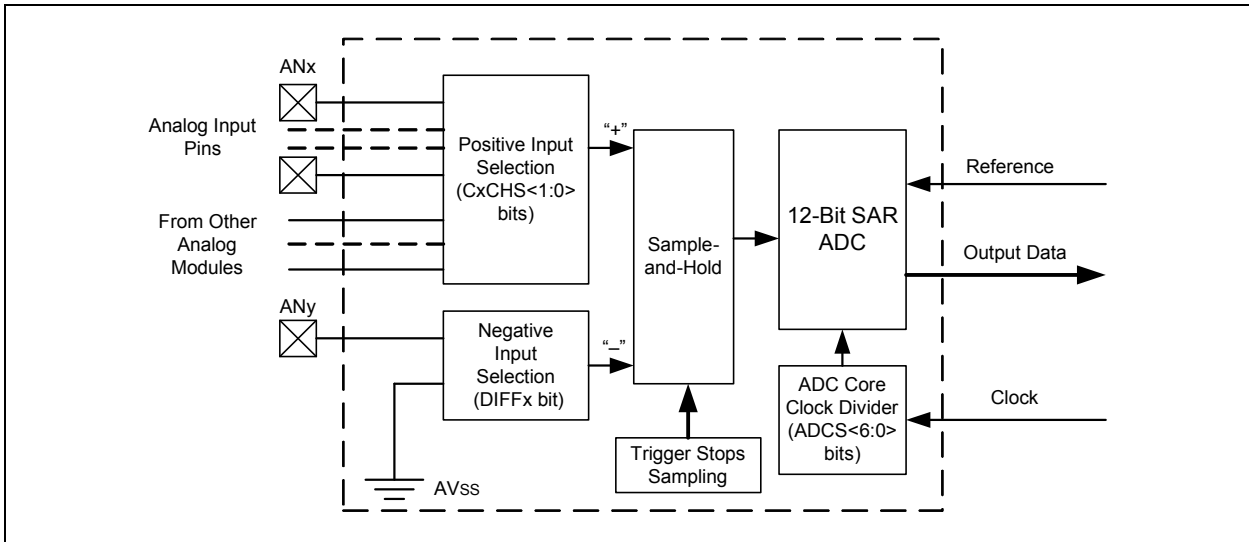 ANx
Analog Input
Pins
From Other
Analog
Modules
ANy
Positive Input
Selection
(CxCHS<1:0>
bits)
"+"
Negative
Input
Selection
(DIFFx bit)
"–"
AVSS
Sample-
and-Hold
Trigger Stops
Sampling
12-Bit SAR
ADC
ADC Core
Clock Divider
(ADCS<6:0>
bits)
Reference
Output Data
Clock